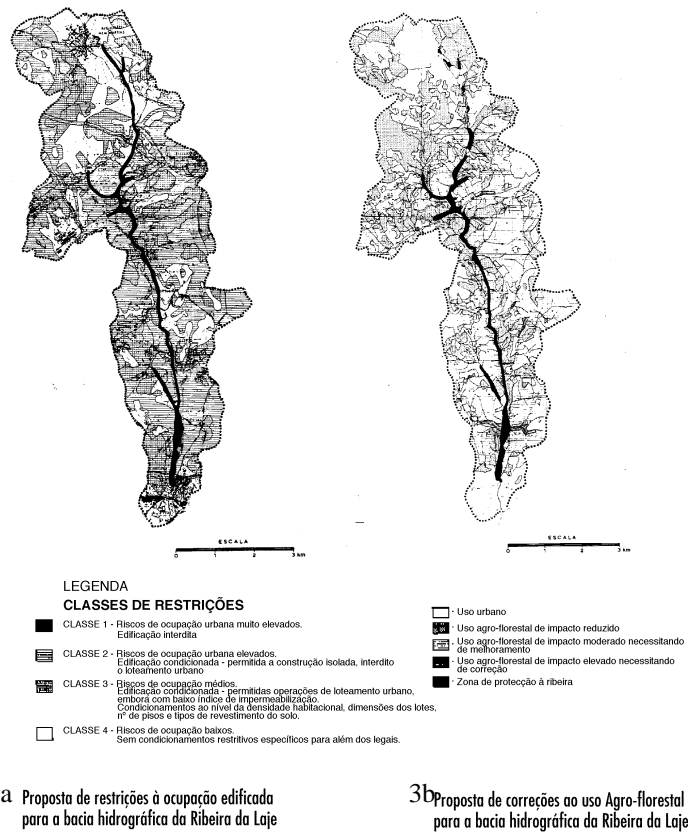 ESCALA
0 1 2 3 km
ESCALA
0 1 2 3 km
LEGENDA
CLASSES DE RESTRIÇÕES
CLASSE 1 - Riscos de ocupação urbana muito elevados.
Edificação interdita
CLASSE 2 - Riscos de ocupação urbana elevados.
Edificação condicionada - permitida a construção isolada, interdito
o loteamento urbano
CLASSE 3 - Riscos de ocupação médios.
Edificação condicionada - permitidas operações de loteamento urbano,
embora com baixo índice de impermeabilização.
Condicionamentos ao nível da densidade habitacional, dimensões dos lotes,
nº de pisos e tipos de revestimento do solo.
CLASSE 4 - Riscos de ocupação baixos.
Sem condicionamentos restritivos específicos para além dos legais.
- Uso urbano
- Uso agro-florestal de impacto reduzido
- Uso agro-florestal de impacto moderado necessitando
de melhoramento
- Uso agro-florestal de impacto elevado necessitando
de correção
- Zona de protecção à ribeira
a Proposta de restrições à ocupação edificada
para a bacia hidrográfica da Ribeira da Laje
3b Proposta de correções ao uso Agro-florestal
para a bacia hidrográfica da Ribeira da Laje